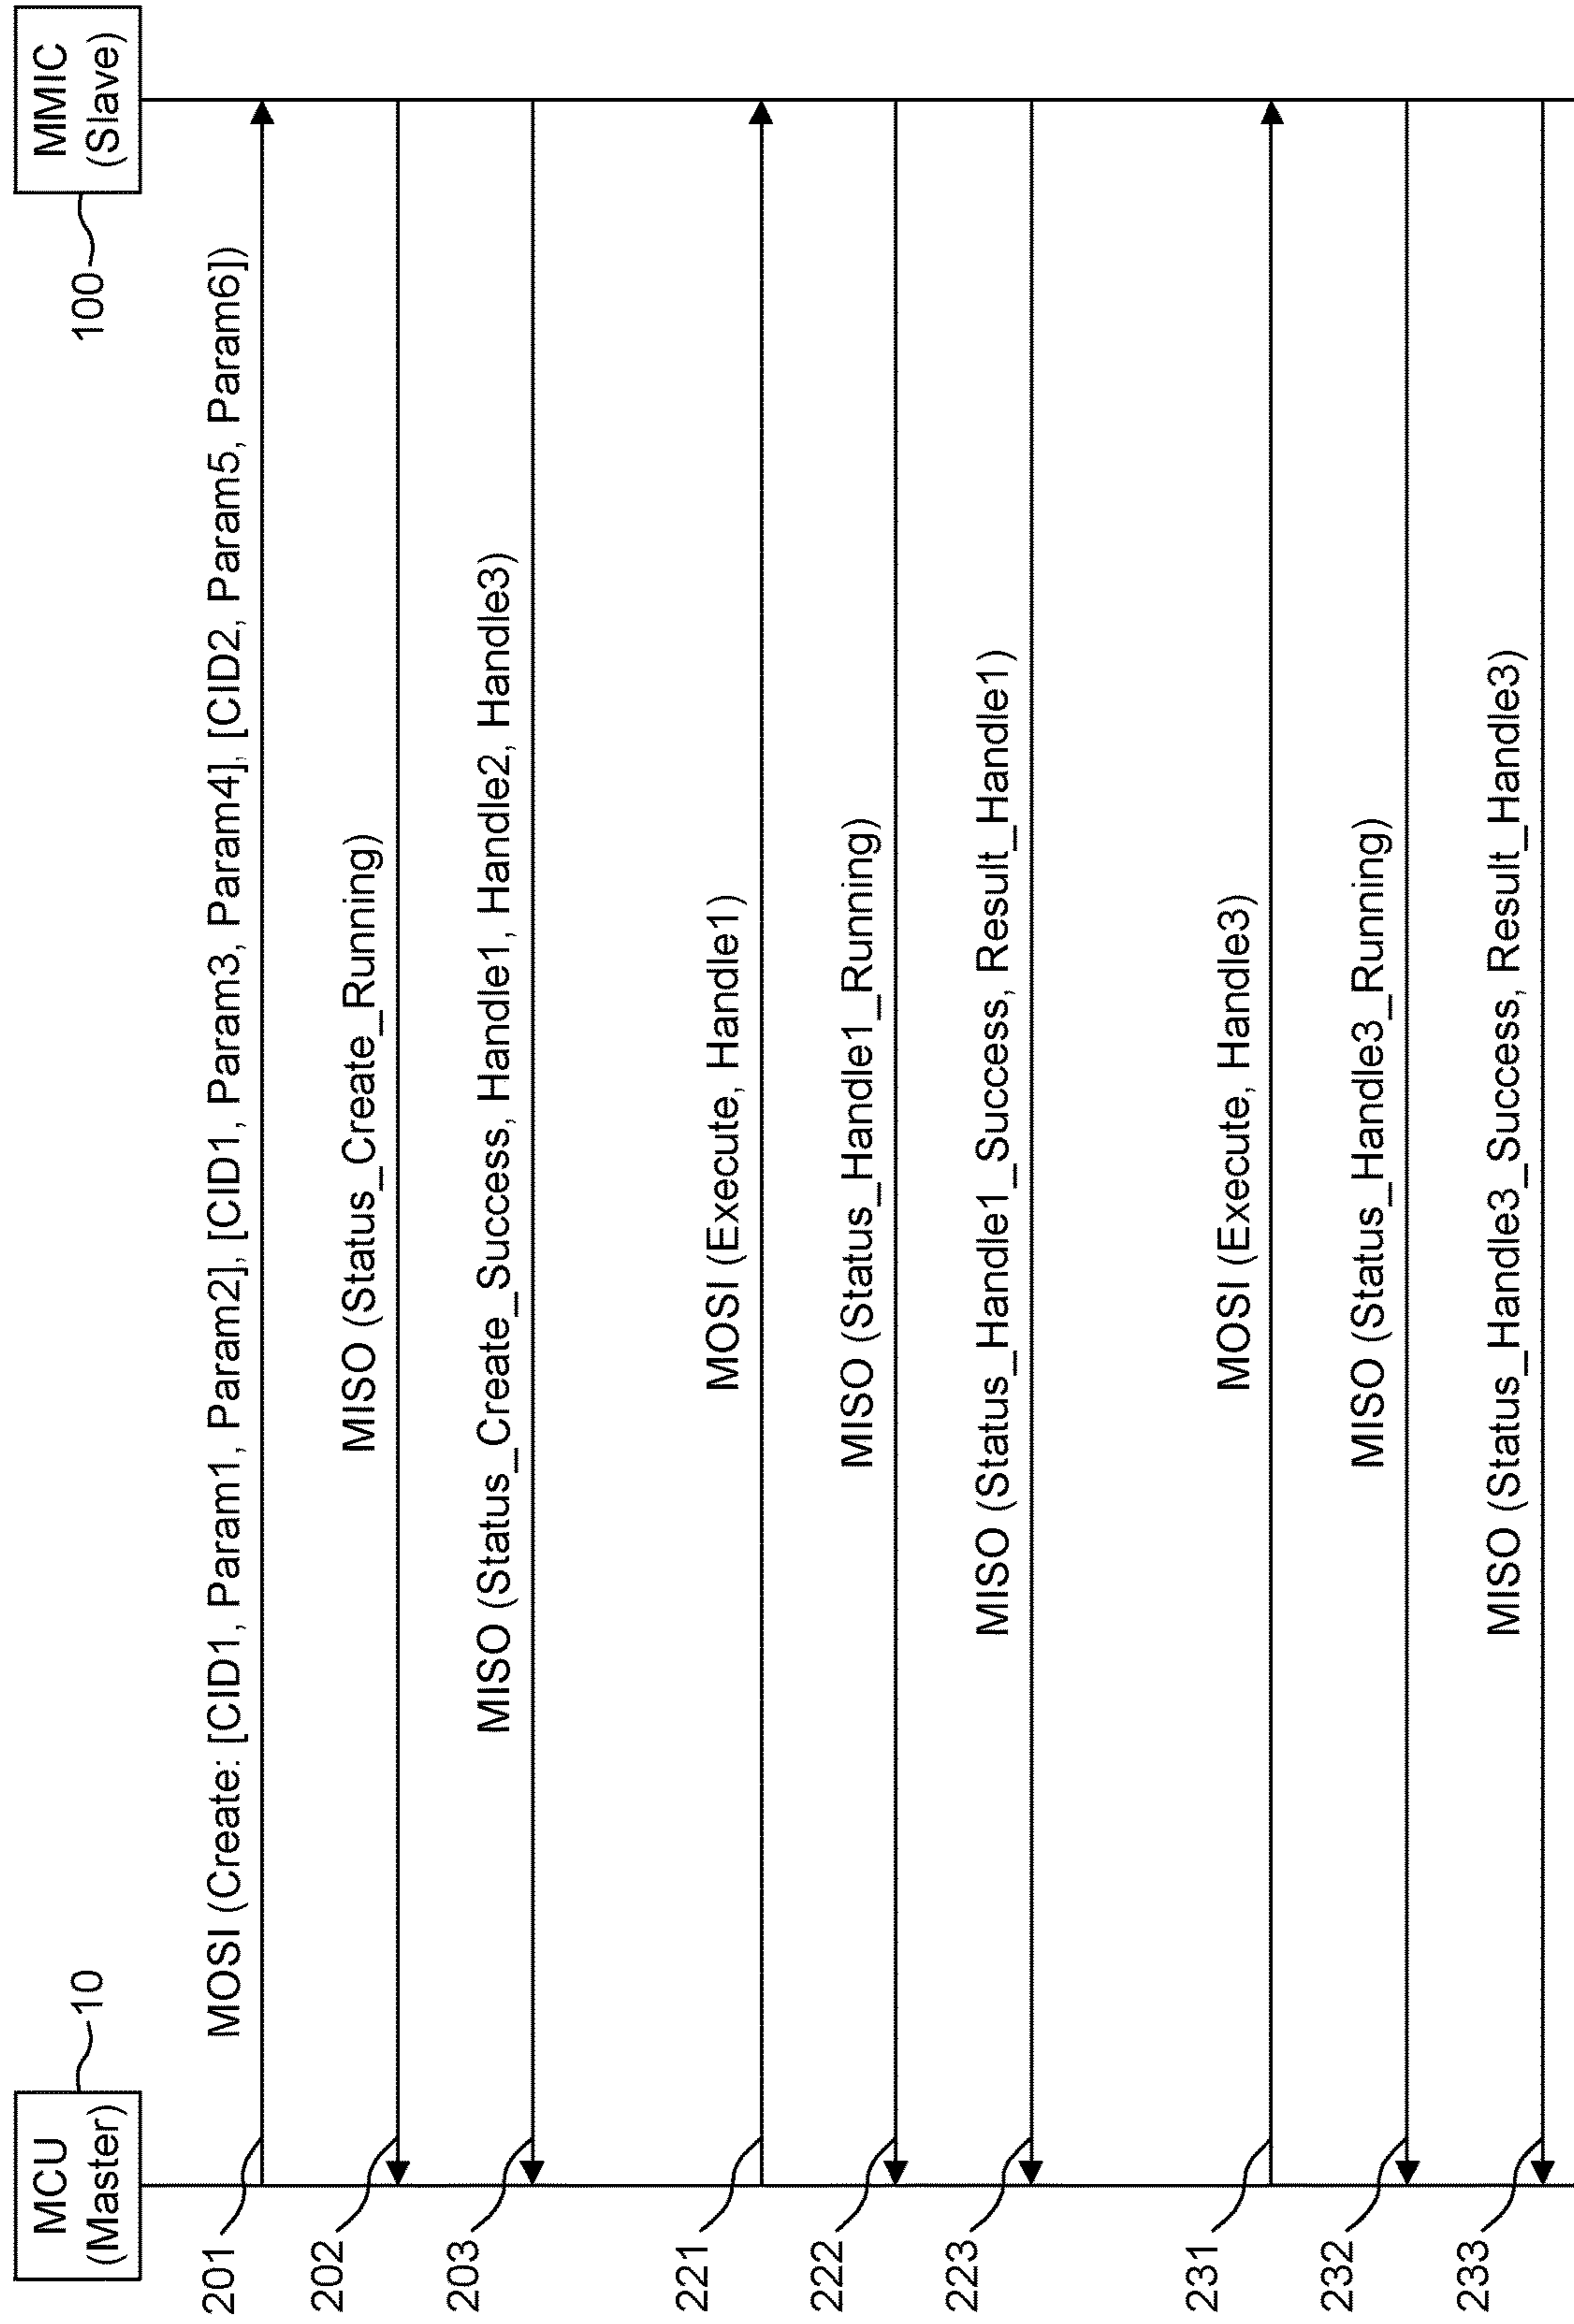 MCU
(Master)
10
MMIC
(Slave)
100
201
MOSI (Create: [CID1, Param1, Param2], [CID1, Param3, Param4], [CID2, Param5, Param6])
202
MISO (Status_Create_Running)
203
MISO (Status_Create_Success, Handle1, Handle2, Handle3)
221
MOSI (Execute, Handle1)
222
MISO (Status_Handle1_Running)
223
MISO (Status_Handle1_Success, Result_Handle1)
231
MOSI (Execute, Handle3)
232
MISO (Status_Handle3_Running)
233
MISO (Status_Handle3_Success, Result_Handle3)